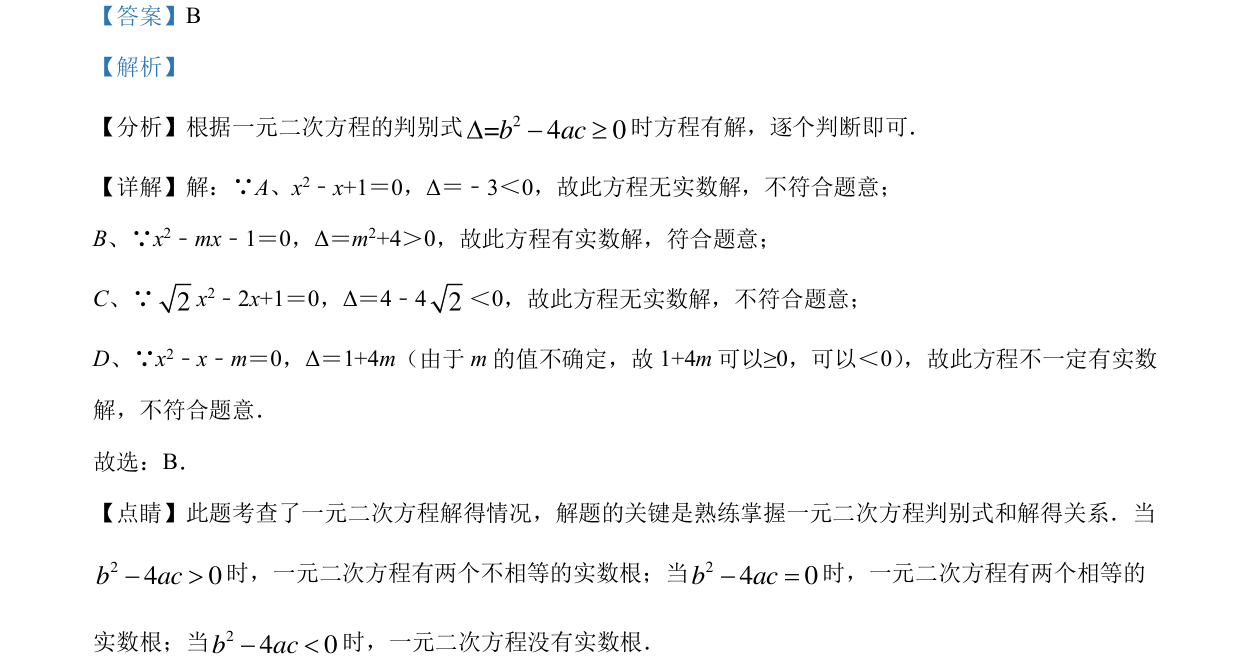 【答案】B
【解析】
【分析】根据一元二次方程的判别式Δ=b²－4ac≥0时方程有解，逐个判断即可．
【详解】解：∵A、x²﹣x+1＝0，Δ＝﹣3＜0，故此方程无实数解，不符合题意；
B、∵x²﹣mx﹣1＝0，Δ＝m²+4＞0，故此方程有实数解，符合题意；
C、∵√2x²﹣2x+1＝0，Δ＝4﹣4√2＜0，故此方程无实数解，不符合题意；
D、∵x²﹣x﹣m＝0，Δ＝1+4m（由于m的值不确定，故1+4m可以≥0，可以＜0），故此方程不一定有实数
解，不符合题意．
故选：B．
【点睛】此题考查了一元二次方程解得情况，解题的关键是熟练掌握一元二次方程判别式和解得关系．当
b²－4ac＞0时，一元二次方程有两个不相等的实数根；当b²－4ac＝0时，一元二次方程有两个相等的
实数根；当b²－4ac＜0时，一元二次方程没有实数根．